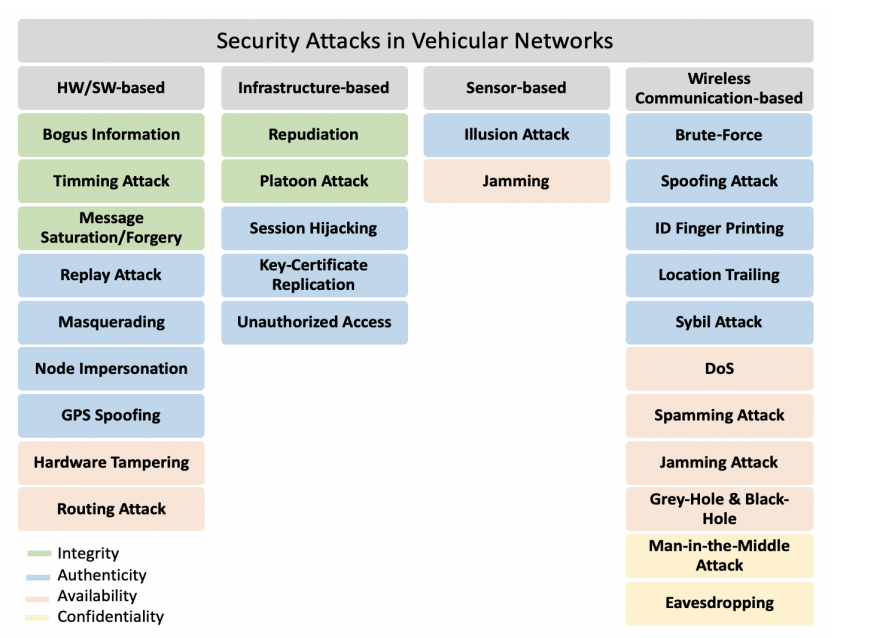 Security Attacks in Vehicular Networks
HW/SW-based
Bogus Information
Timming Attack
Message
Saturation/Forgery
Replay Attack
Masquerading
Node Impersonation
GPS Spoofing
Hardware Tampering
Routing Attack
Infrastructure-based
Repudiation
Platoon Attack
Session Hijacking
Key-Certificate
Replication
Unauthorized Access
Sensor-based
Illusion Attack
Jamming
Wireless
Communication-based
Brute-Force
Spoofing Attack
ID Finger Printing
Location Trailing
Sybil Attack
DoS
Spamming Attack
Jamming Attack
Grey-Hole & Black-
Hole
Man-in-the-Middle
Attack
Eavesdropping
Integrity
Authenticity
Availability
Confidentiality